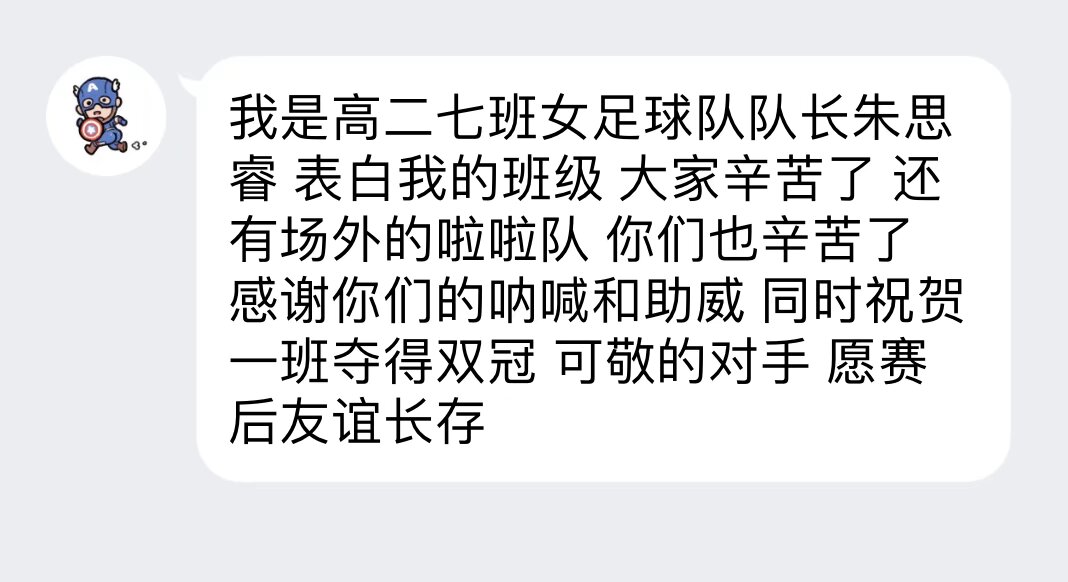 我是高二七班女足球队队长朱思
睿 表白我的班级 大家辛苦了 还
有场外的啦啦队 你们也辛苦了
感谢你们的呐喊和助威 同时祝贺
一班夺得双冠 可敬的对手 愿赛
后友谊长存